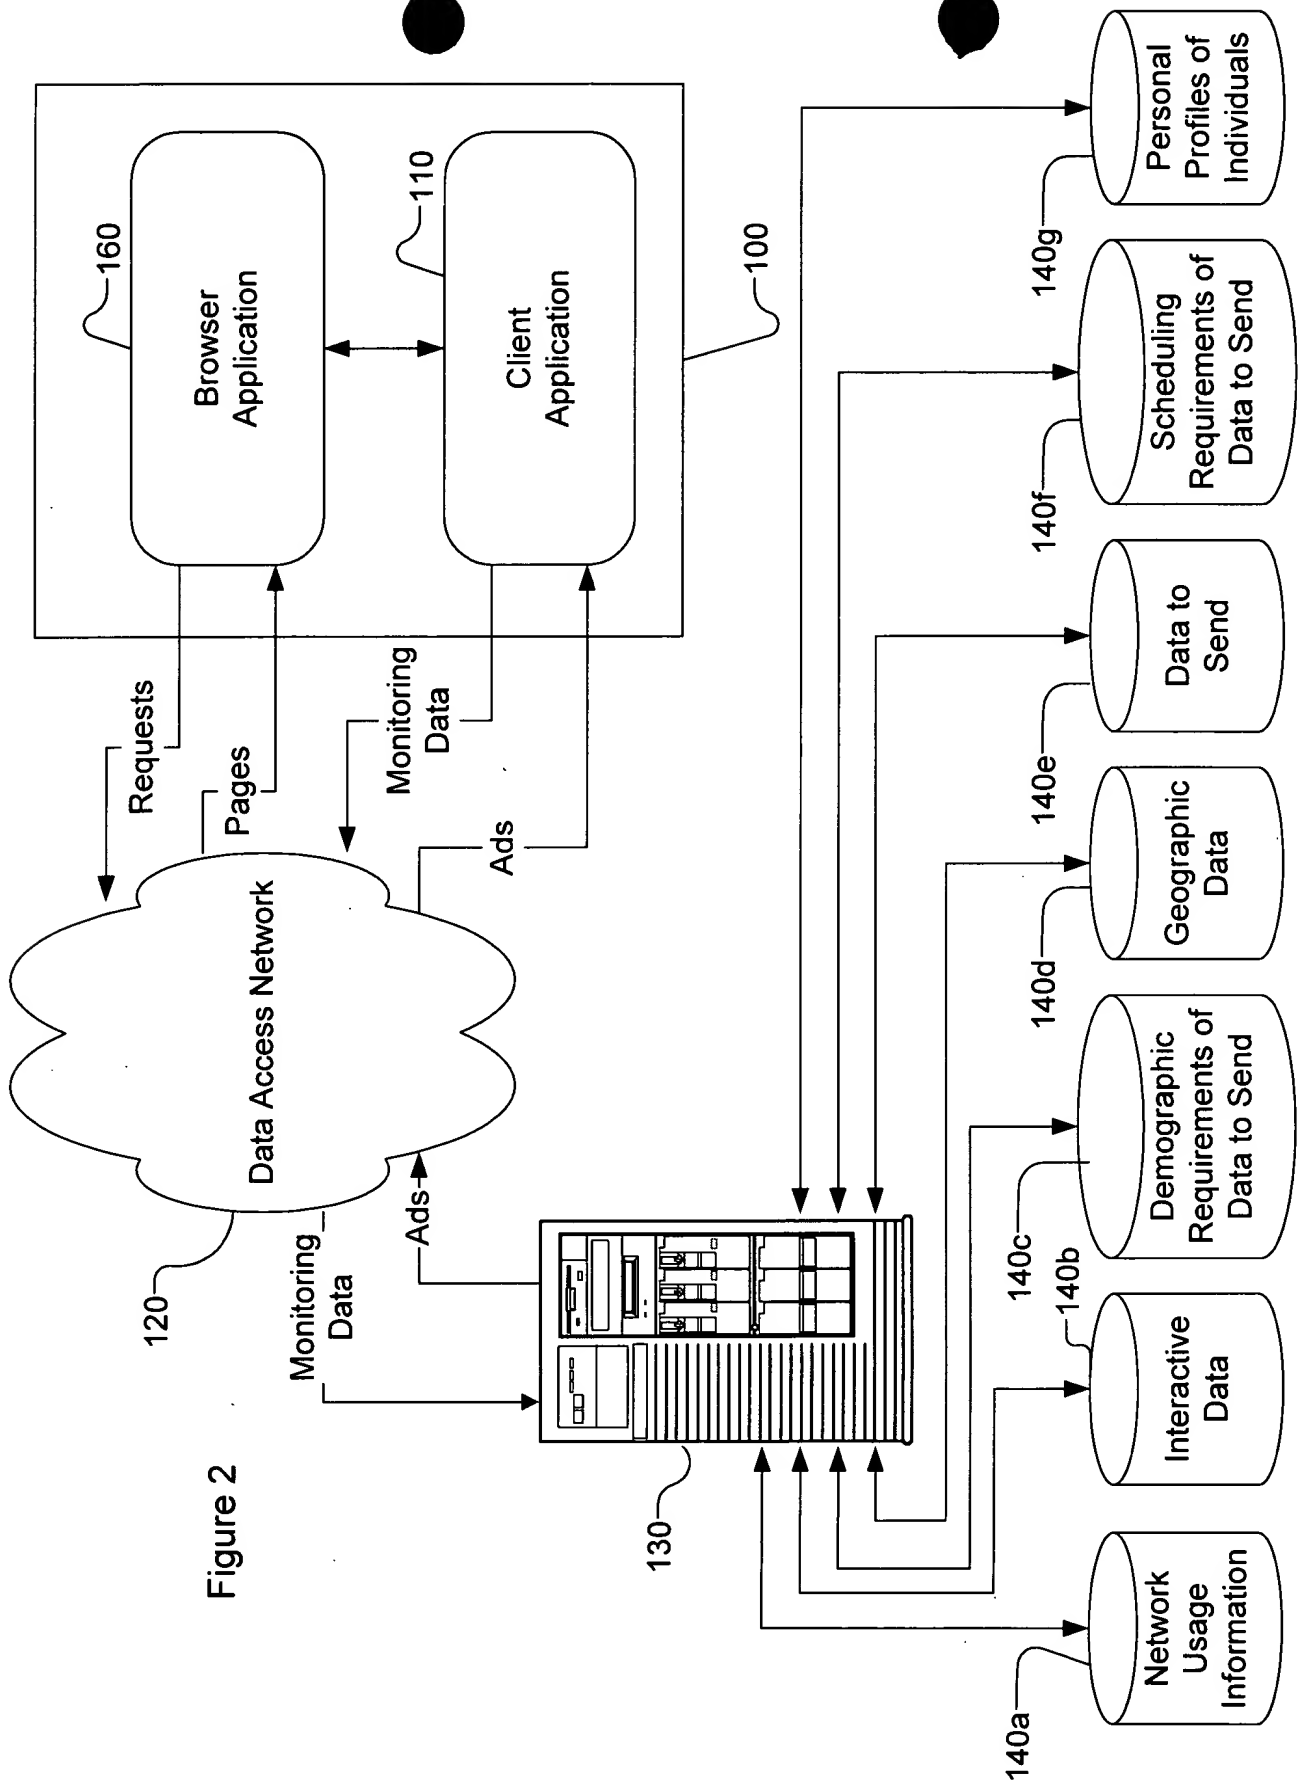 Figure 2
120
Data Access Network
Requests
Pages
Monitoring
Data
Ads
160
Browser
Application
110
Client
Application
100
Monitoring
Data
Ads
130
140a
Network
Usage
Information
140b
Interactive
Data
140c
Demographic
Requirements of
Data to Send
140d
Geographic
Data
140e
Data to
Send
140f
Scheduling
Requirements of
Data to Send
140g
Personal
Profiles of
Individuals